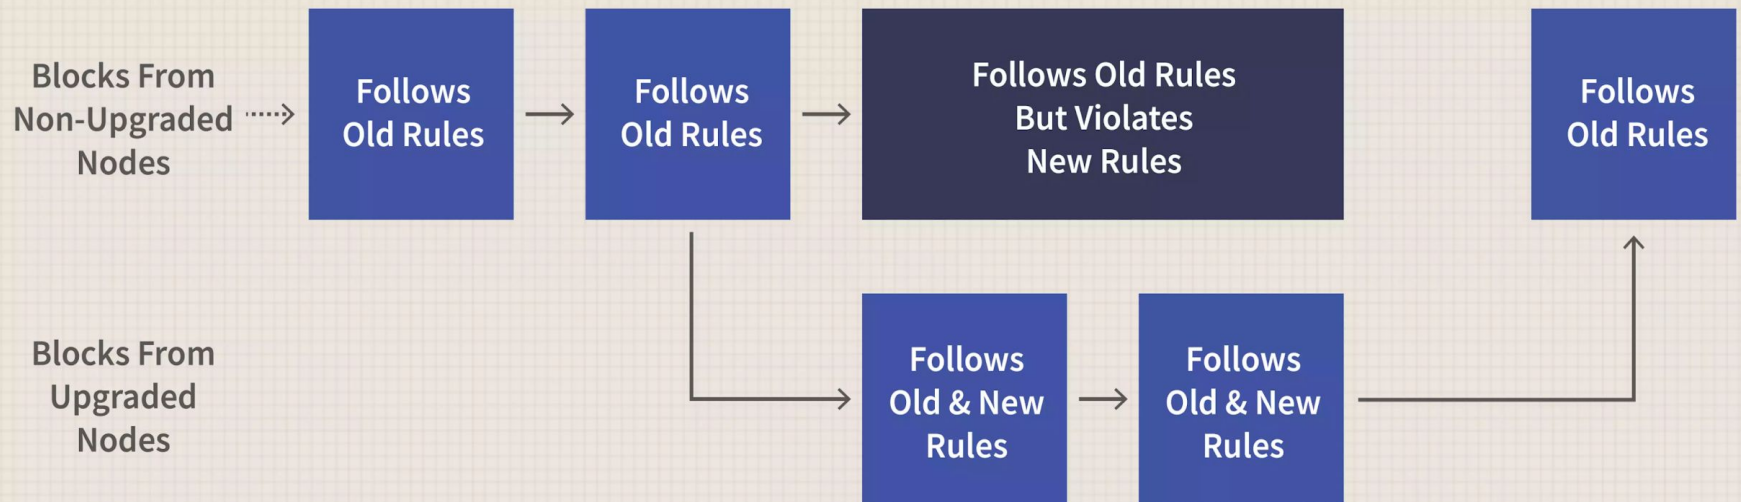 Blocks From
Non-Upgraded
Nodes
Follows
Old Rules
Follows
Old Rules
Follows Old Rules
But Violates
New Rules
Follows
Old Rules
Blocks From
Upgraded
Nodes
Follows
Old & New
Rules
Follows
Old & New
Rules